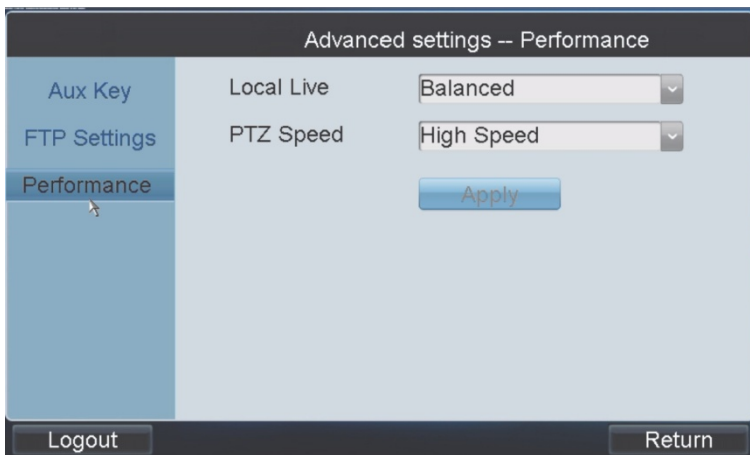 Advanced settings -- Performance
Aux Key
FTP Settings
Performance
Local Live
Balanced
PTZ Speed
High Speed
Apply
Logout
Return